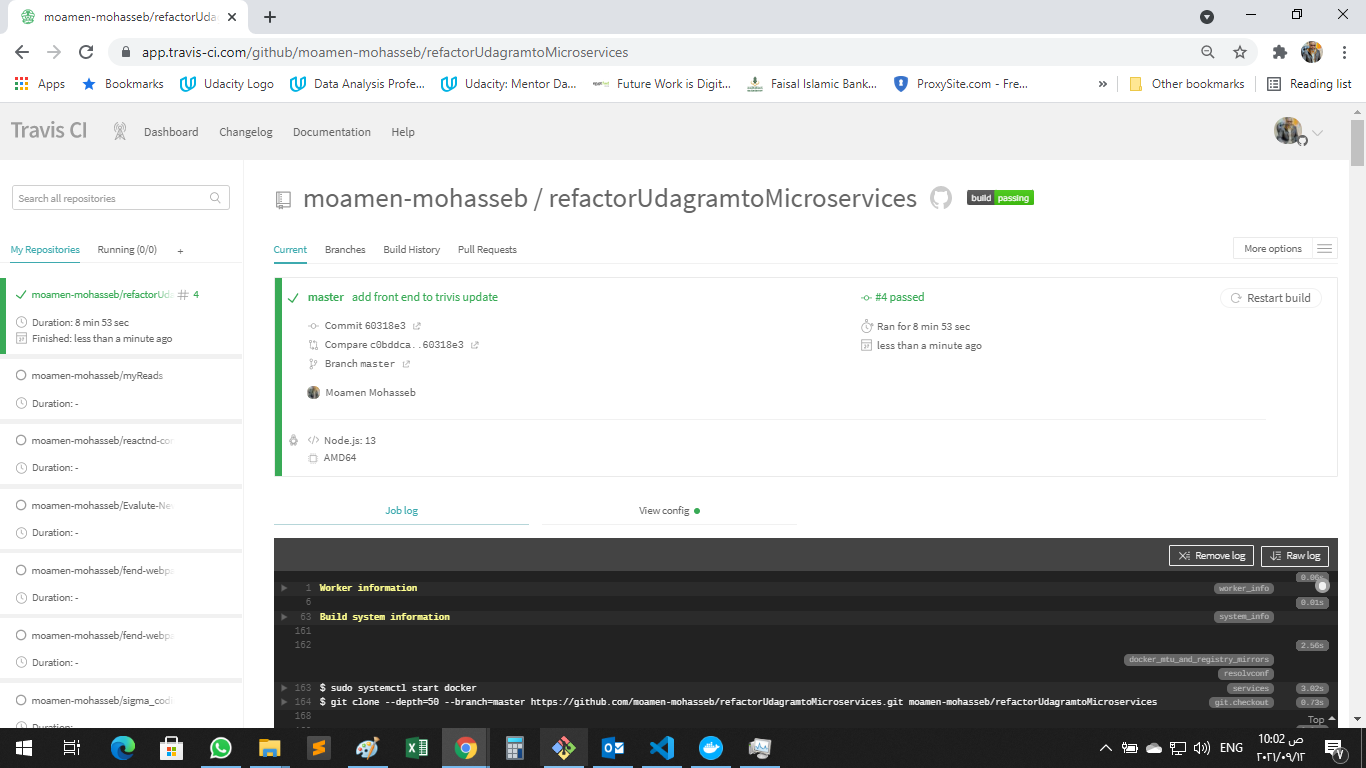 moamen-mohasseb/refactorUda
app.travis-ci.com/github/moamen-mohasseb/refactorUdagramtoMicroservices
Apps Bookmarks Udacity Logo Data Analysis Profe... Udacity: Mentor Da... Future Work is Digit... Faisal Islamic Bank... ProxySite.com - Fre... » Other bookmarks Reading list
Travis CI Dashboard Changelog Documentation Help
Search all repositories
My Repositories Running (0/0) +
moamen-mohasseb/refactorUda # 4
Duration: 8 min 53 sec
Finished: less than a minute ago
moamen-mohasseb/myReads
Duration: -
moamen-mohasseb/reactnd-con
Duration: -
moamen-mohasseb/Evalute-New
Duration: -
moamen-mohasseb/fend-webpa
Duration: -
moamen-mohasseb/fend-webpa
Duration: -
moamen-mohasseb/sigma_codi
Duration: -
moamen-mohasseb / refactorUdagramtoMicroservices build passing
Current Branches Build History Pull Requests More options
master add front end to trivis update
#4 passed
Restart build
Commit 60318e3
Ran for 8 min 53 sec
Compare c0bddca..60318e3
less than a minute ago
Branch master
Moamen Mohasseb
Node.js: 13
AMD64
Job log View config
Remove log Raw log
0.06s
1 Worker information worker_info
6 0.01s
63 Build system information system_info
161
162 2.56s
docker_mtu_and_registry_mirrors
resolvconf
163 $ sudo systemctl start docker services 3.02s
164 $ git clone --depth=50 --branch=master https://github.com/moamen-mohasseb/refactorUdagramtoMicroservices.git moamen-mohasseb/refactorUdagramtoMicroservices git.checkout 0.73s
168
Top
ENG
10:02 ص
٢٠٢١/٠٩/١٢